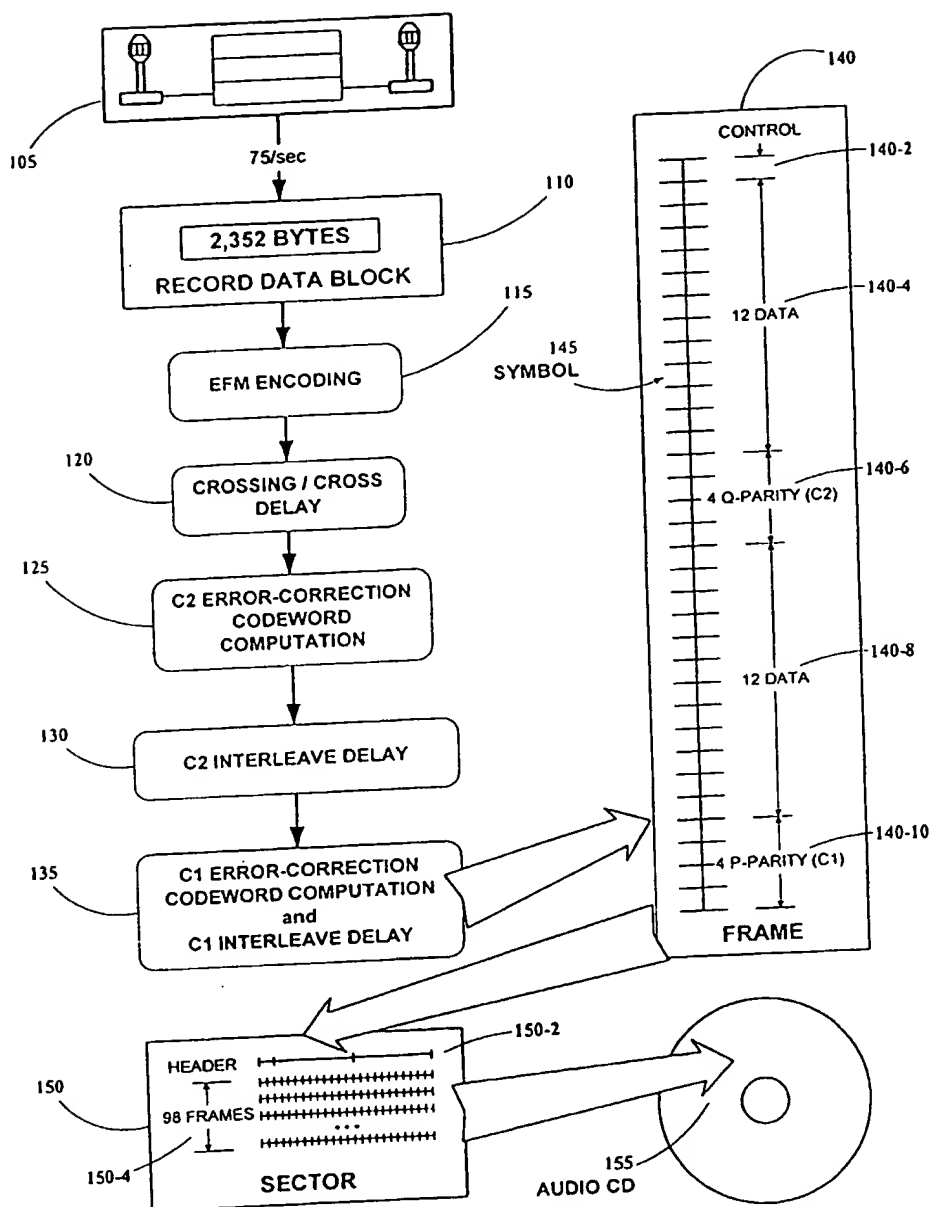 105
75/sec
110
2,352 BYTES
RECORD DATA BLOCK
115
EFM ENCODING
120
CROSSING / CROSS
DELAY
125
C2 ERROR-CORRECTION
CODEWORD
COMPUTATION
130
C2 INTERLEAVE DELAY
135
C1 ERROR-CORRECTION
CODEWORD COMPUTATION
and
C1 INTERLEAVE DELAY
140
CONTROL
140-2
140-4
12 DATA
145
SYMBOL
140-6
4 Q-PARITY (C2)
140-8
12 DATA
140-10
4 P-PARITY (C1)
FRAME
150
HEADER
150-2
98 FRAMES
...
150-4
SECTOR
155
AUDIO CD